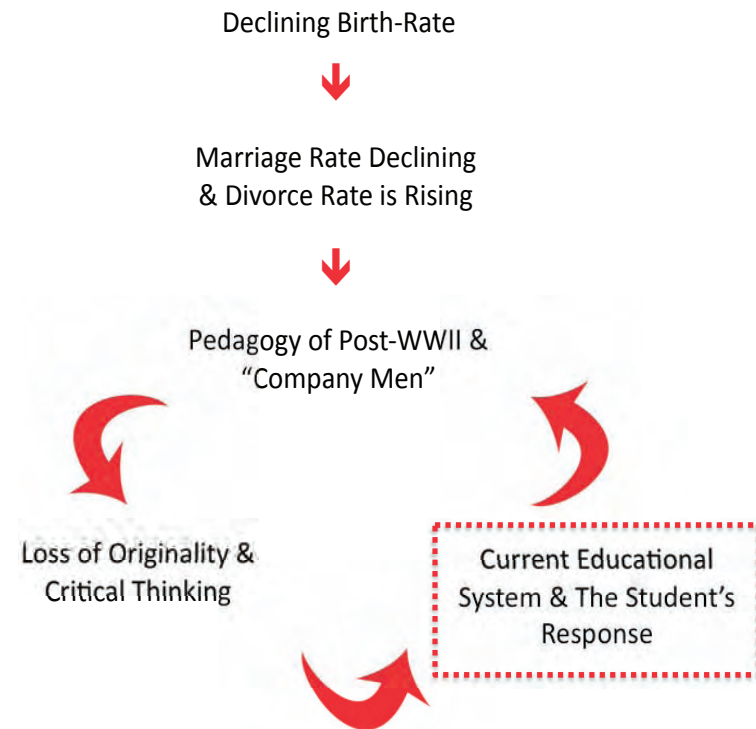 Declining Birth-Rate
Marriage Rate Declining
& Divorce Rate is Rising
Pedagogy of Post-WWII &
“Company Men”
Loss of Originality &
Critical Thinking
Current Educational
System & The Student’s
Response